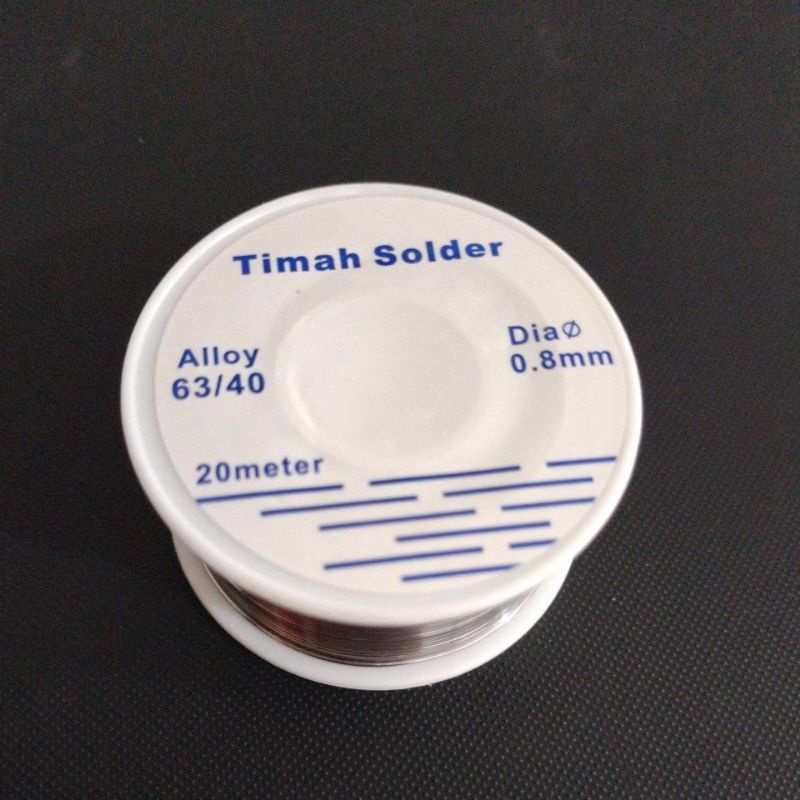 Timah Solder
Alloy
63/40
Dia∅
0.8mm
20meter